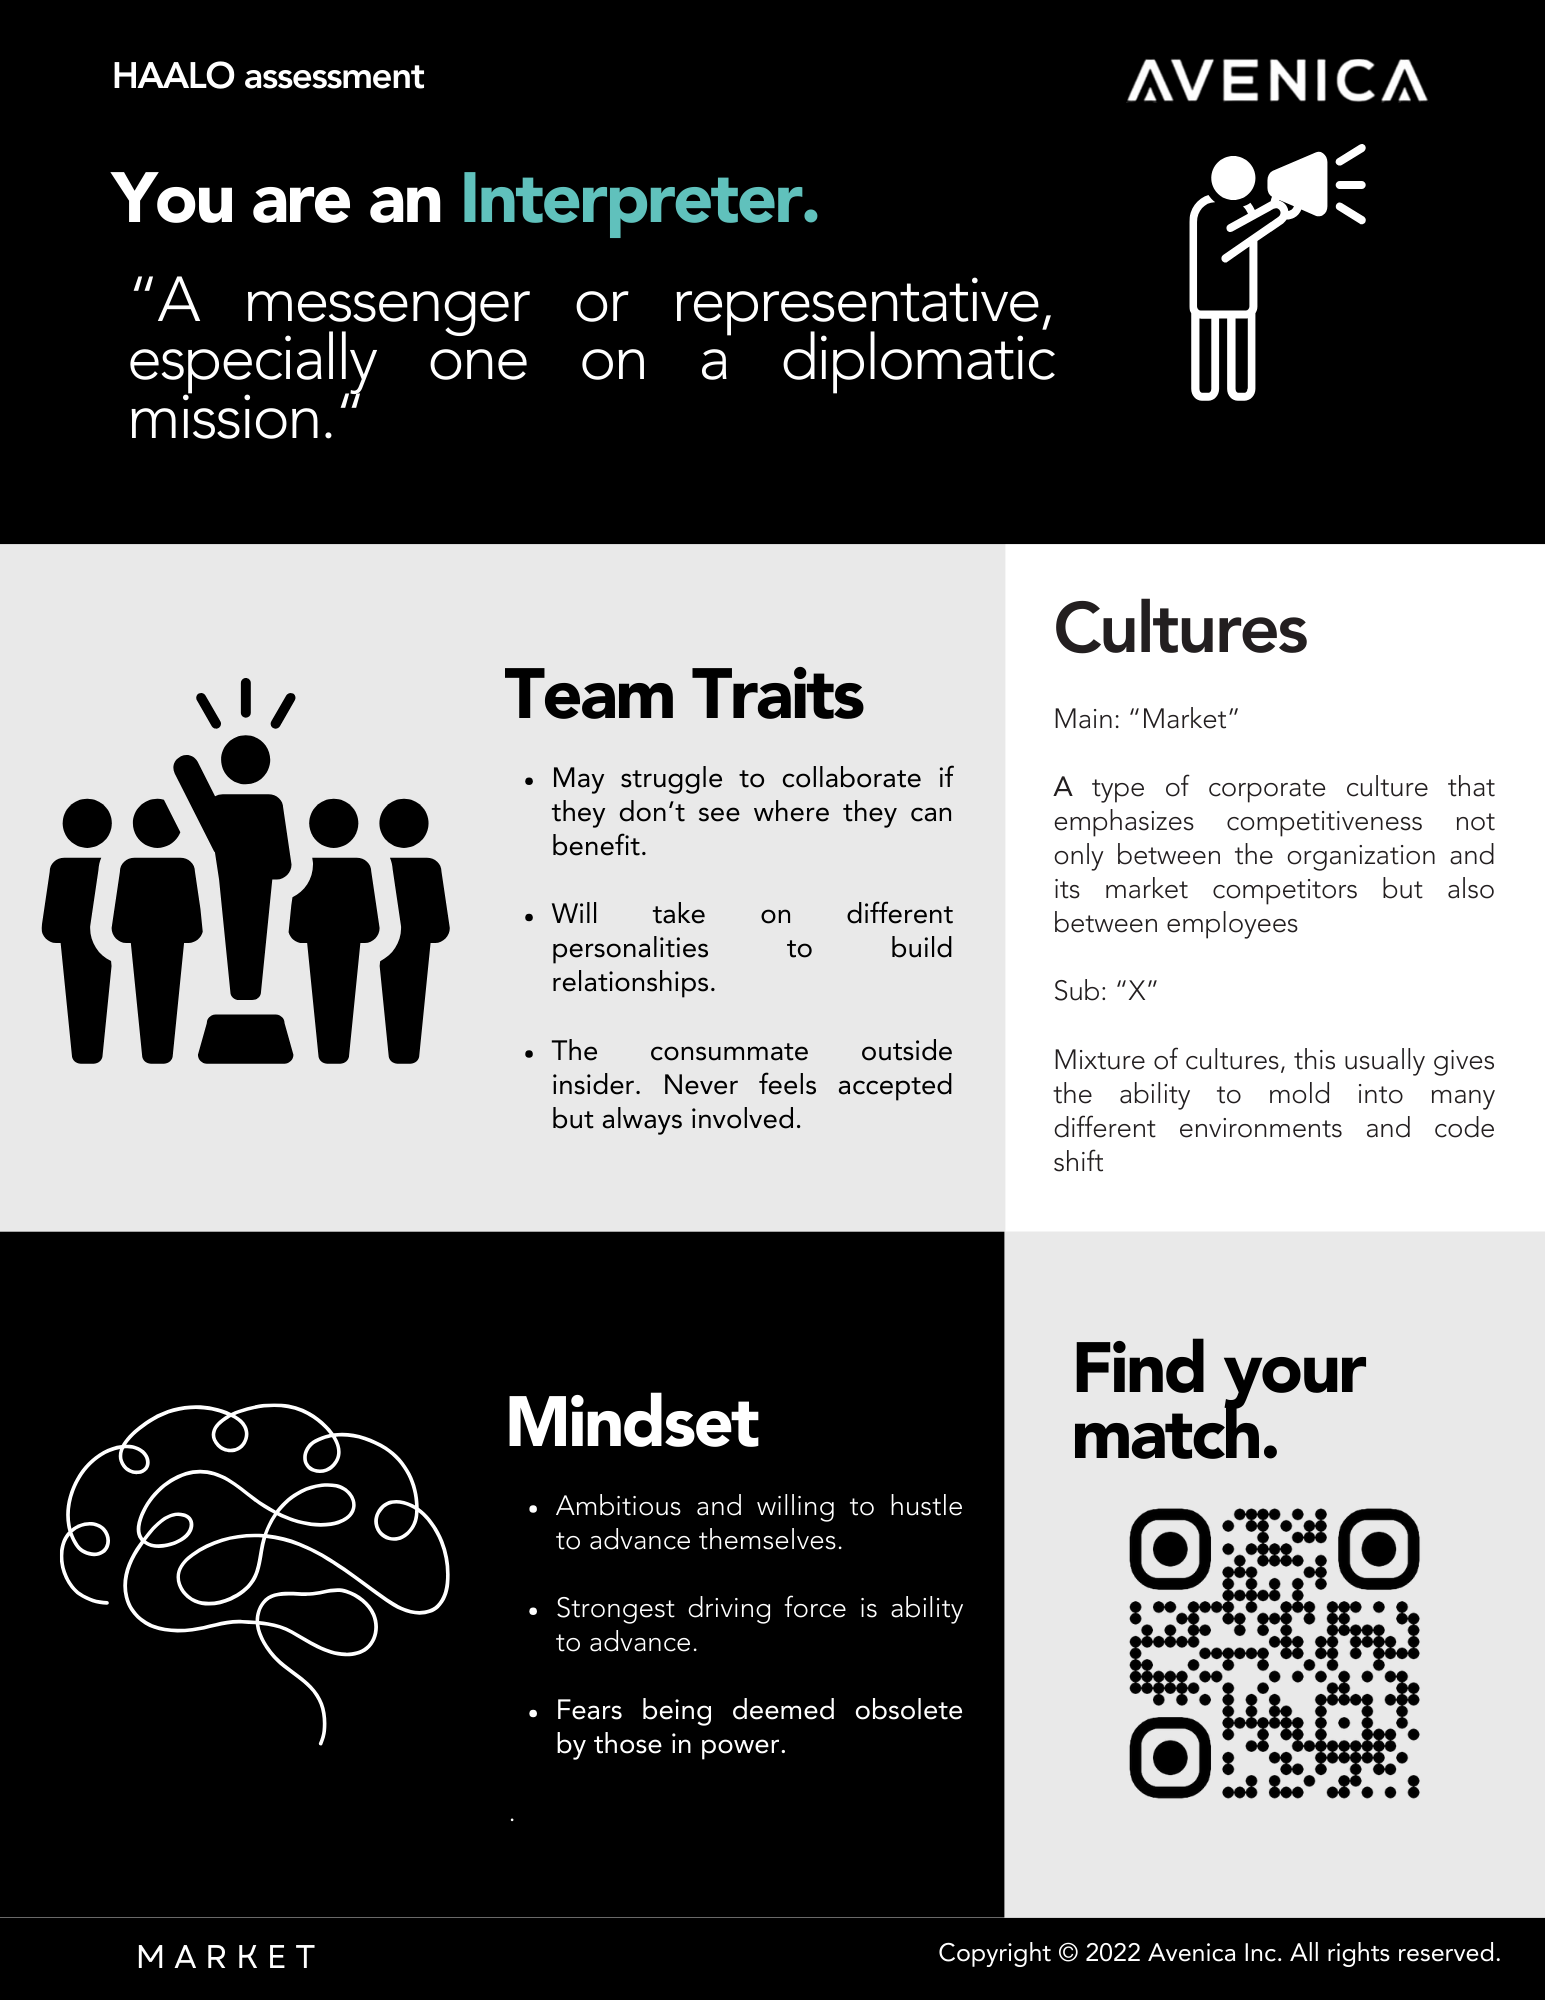 HAALO assessment
AVENICA
You are an Interpreter.
“A messenger or representative,
especially one on a diplomatic
mission.“
Team Traits
• May struggle to collaborate if
they don’t see where they can
benefit.
• Will take on different
personalities to build
relationships.
• The consummate outside
insider. Never feels accepted
but always involved.
Cultures
Main: “Market”
A type of corporate culture that
emphasizes competitiveness not
only between the organization and
its market competitors but also
between employees
Sub: “X”
Mixture of cultures, this usually gives
the ability to mold into many
different environments and code
shift
Mindset
• Ambitious and willing to hustle
to advance themselves.
• Strongest driving force is ability
to advance.
• Fears being deemed obsolete
by those in power.
.
Find your
match.
MARKET
Copyright © 2022 Avenica Inc. All rights reserved.